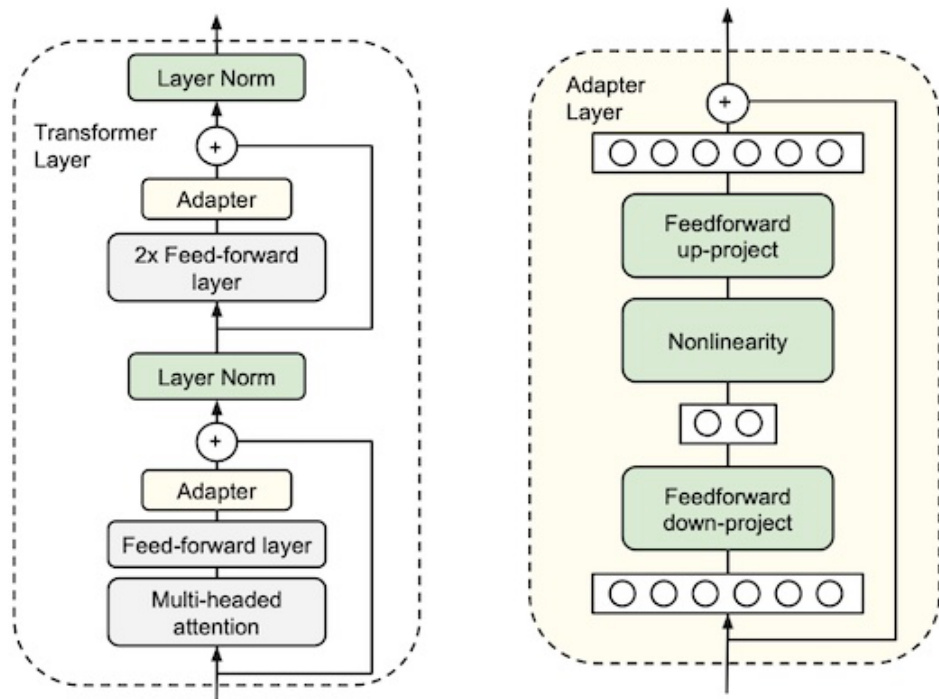 Layer Norm
Transformer
Layer
+
Adapter
2x Feed-forward
layer
Layer Norm
+
Adapter
Feed-forward layer
Multi-headed
attention
Adapter
Layer
+
Feedforward
up-project
Nonlinearity
Feedforward
down-project